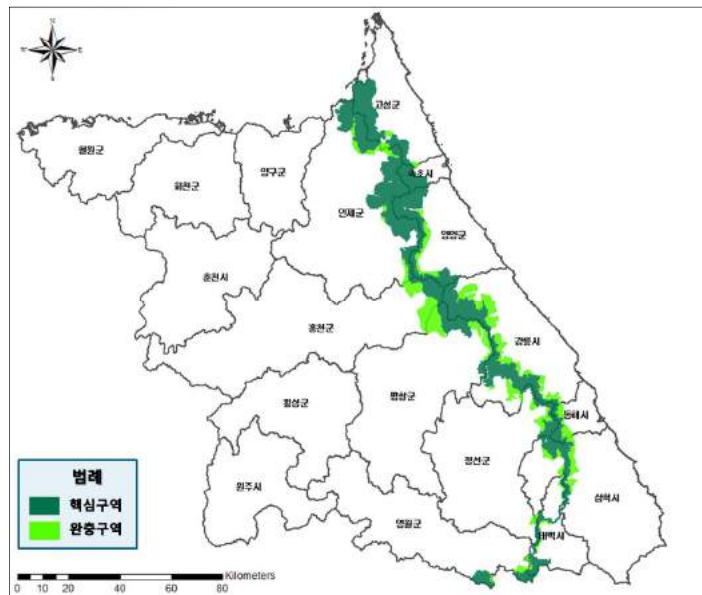 N
W
E
S
고성군
철원군
화천군
양구군
속초시
인제군
양양군
춘천시
홍천군
강릉시
횡성군
평창군
동해시
정선군
원주시
삼척시
영월군
태백시
범례
핵심구역
완충구역
Kilometers
0 5 10 20 40 60 80